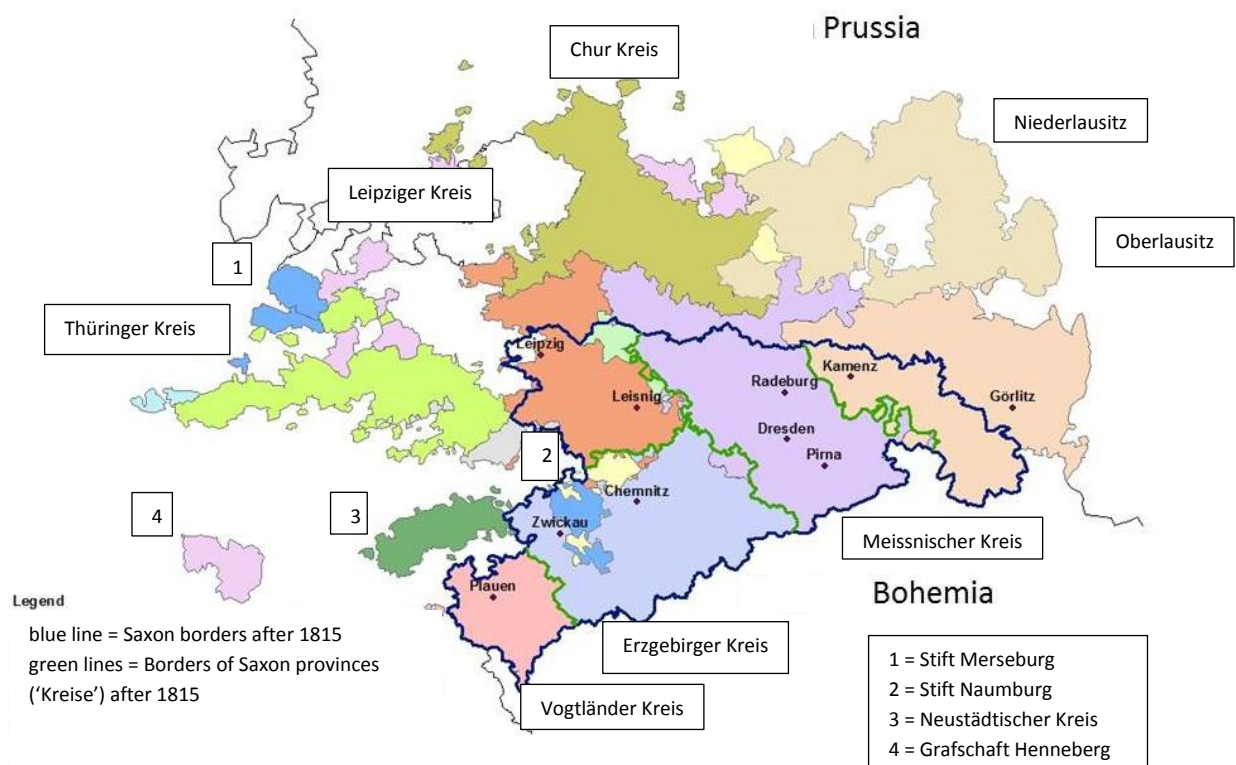 Prussia
Chur Kreis
Niederlausitz
Leipziger Kreis
Oberlausitz
1
Thüringer Kreis
Leipzig
Kamenz
Radeburg
Leisnig
Görlitz
Dresden
2
Pirna
Chemnitz
4
3
Zwickau
Meissnischer Kreis
Plauen
Bohemia
Legend
blue line = Saxon borders after 1815
green lines = Borders of Saxon provinces
(‘Kreise’) after 1815
Erzgebirger Kreis
Vogtländer Kreis
1 = Stift Merseburg
2 = Stift Naumburg
3 = Neustädtischer Kreis
4 = Grafschaft Henneberg